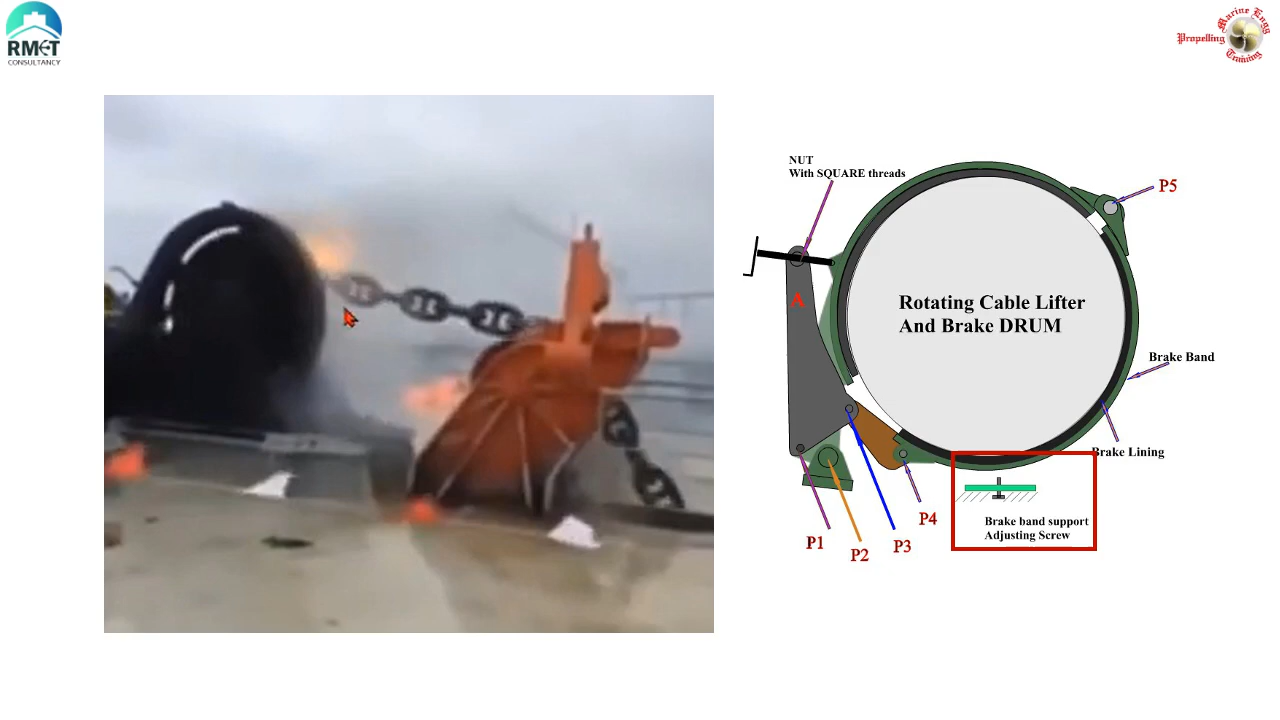 RMET
CONSULTANCY
Marine Engg
Propelling
Training
NUT
With SQUARE threads
P5
A
Rotating Cable Lifter
And Brake DRUM
Brake Band
Brake Lining
P4
Brake band support
Adjusting Screw
P1
P2
P3